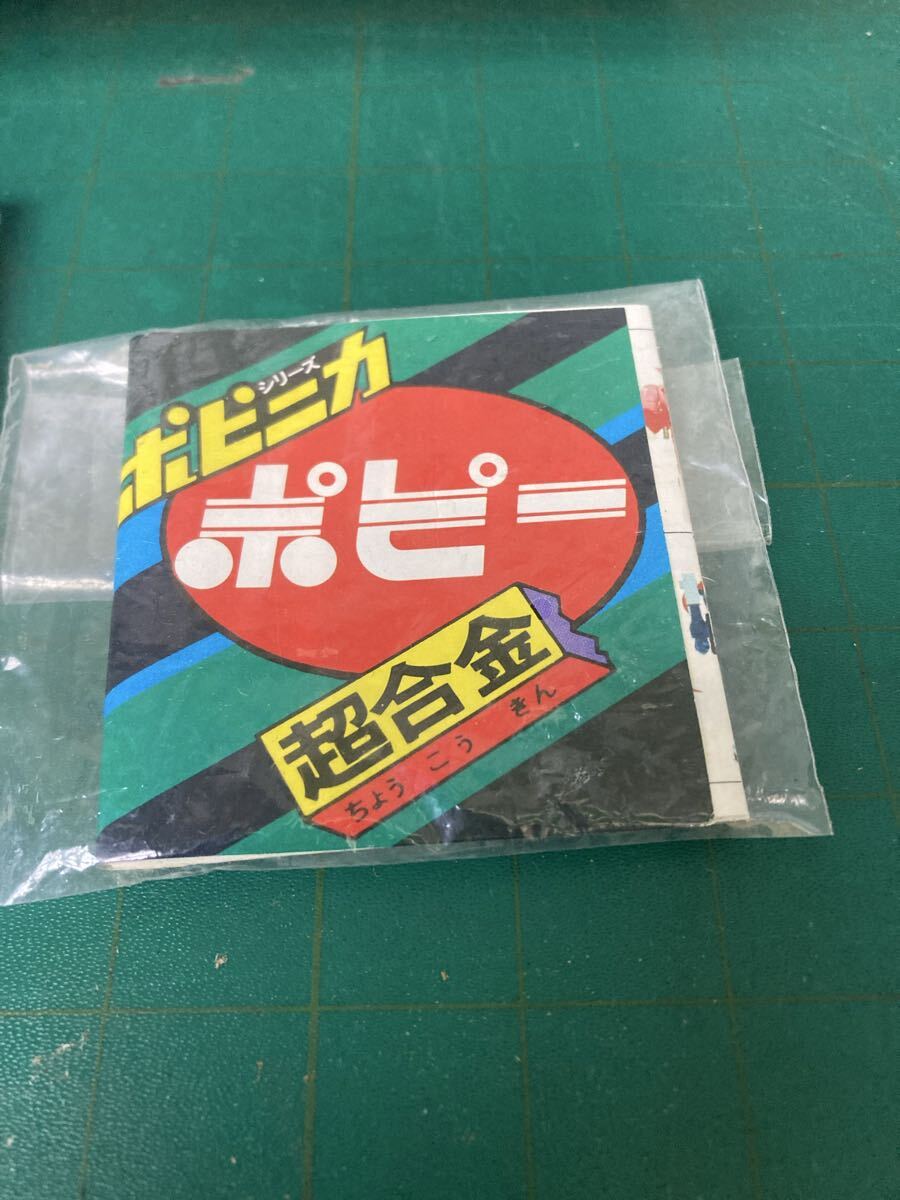 ポピニカ
シリーズ
ポピー
超合金
ちょうこうきん